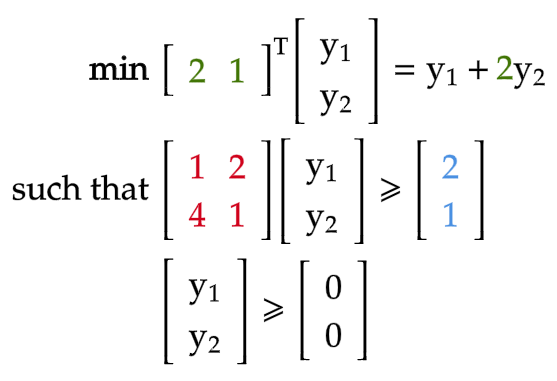 min [ 2 1 ]ᵀ [ y₁ y₂ ] = y₁ + 2y₂
such that [ 1 2 4 1 ] [ y₁ y₂ ] ⩾ [ 2 1 ]
[ y₁ y₂ ] ⩾ [ 0 0 ]